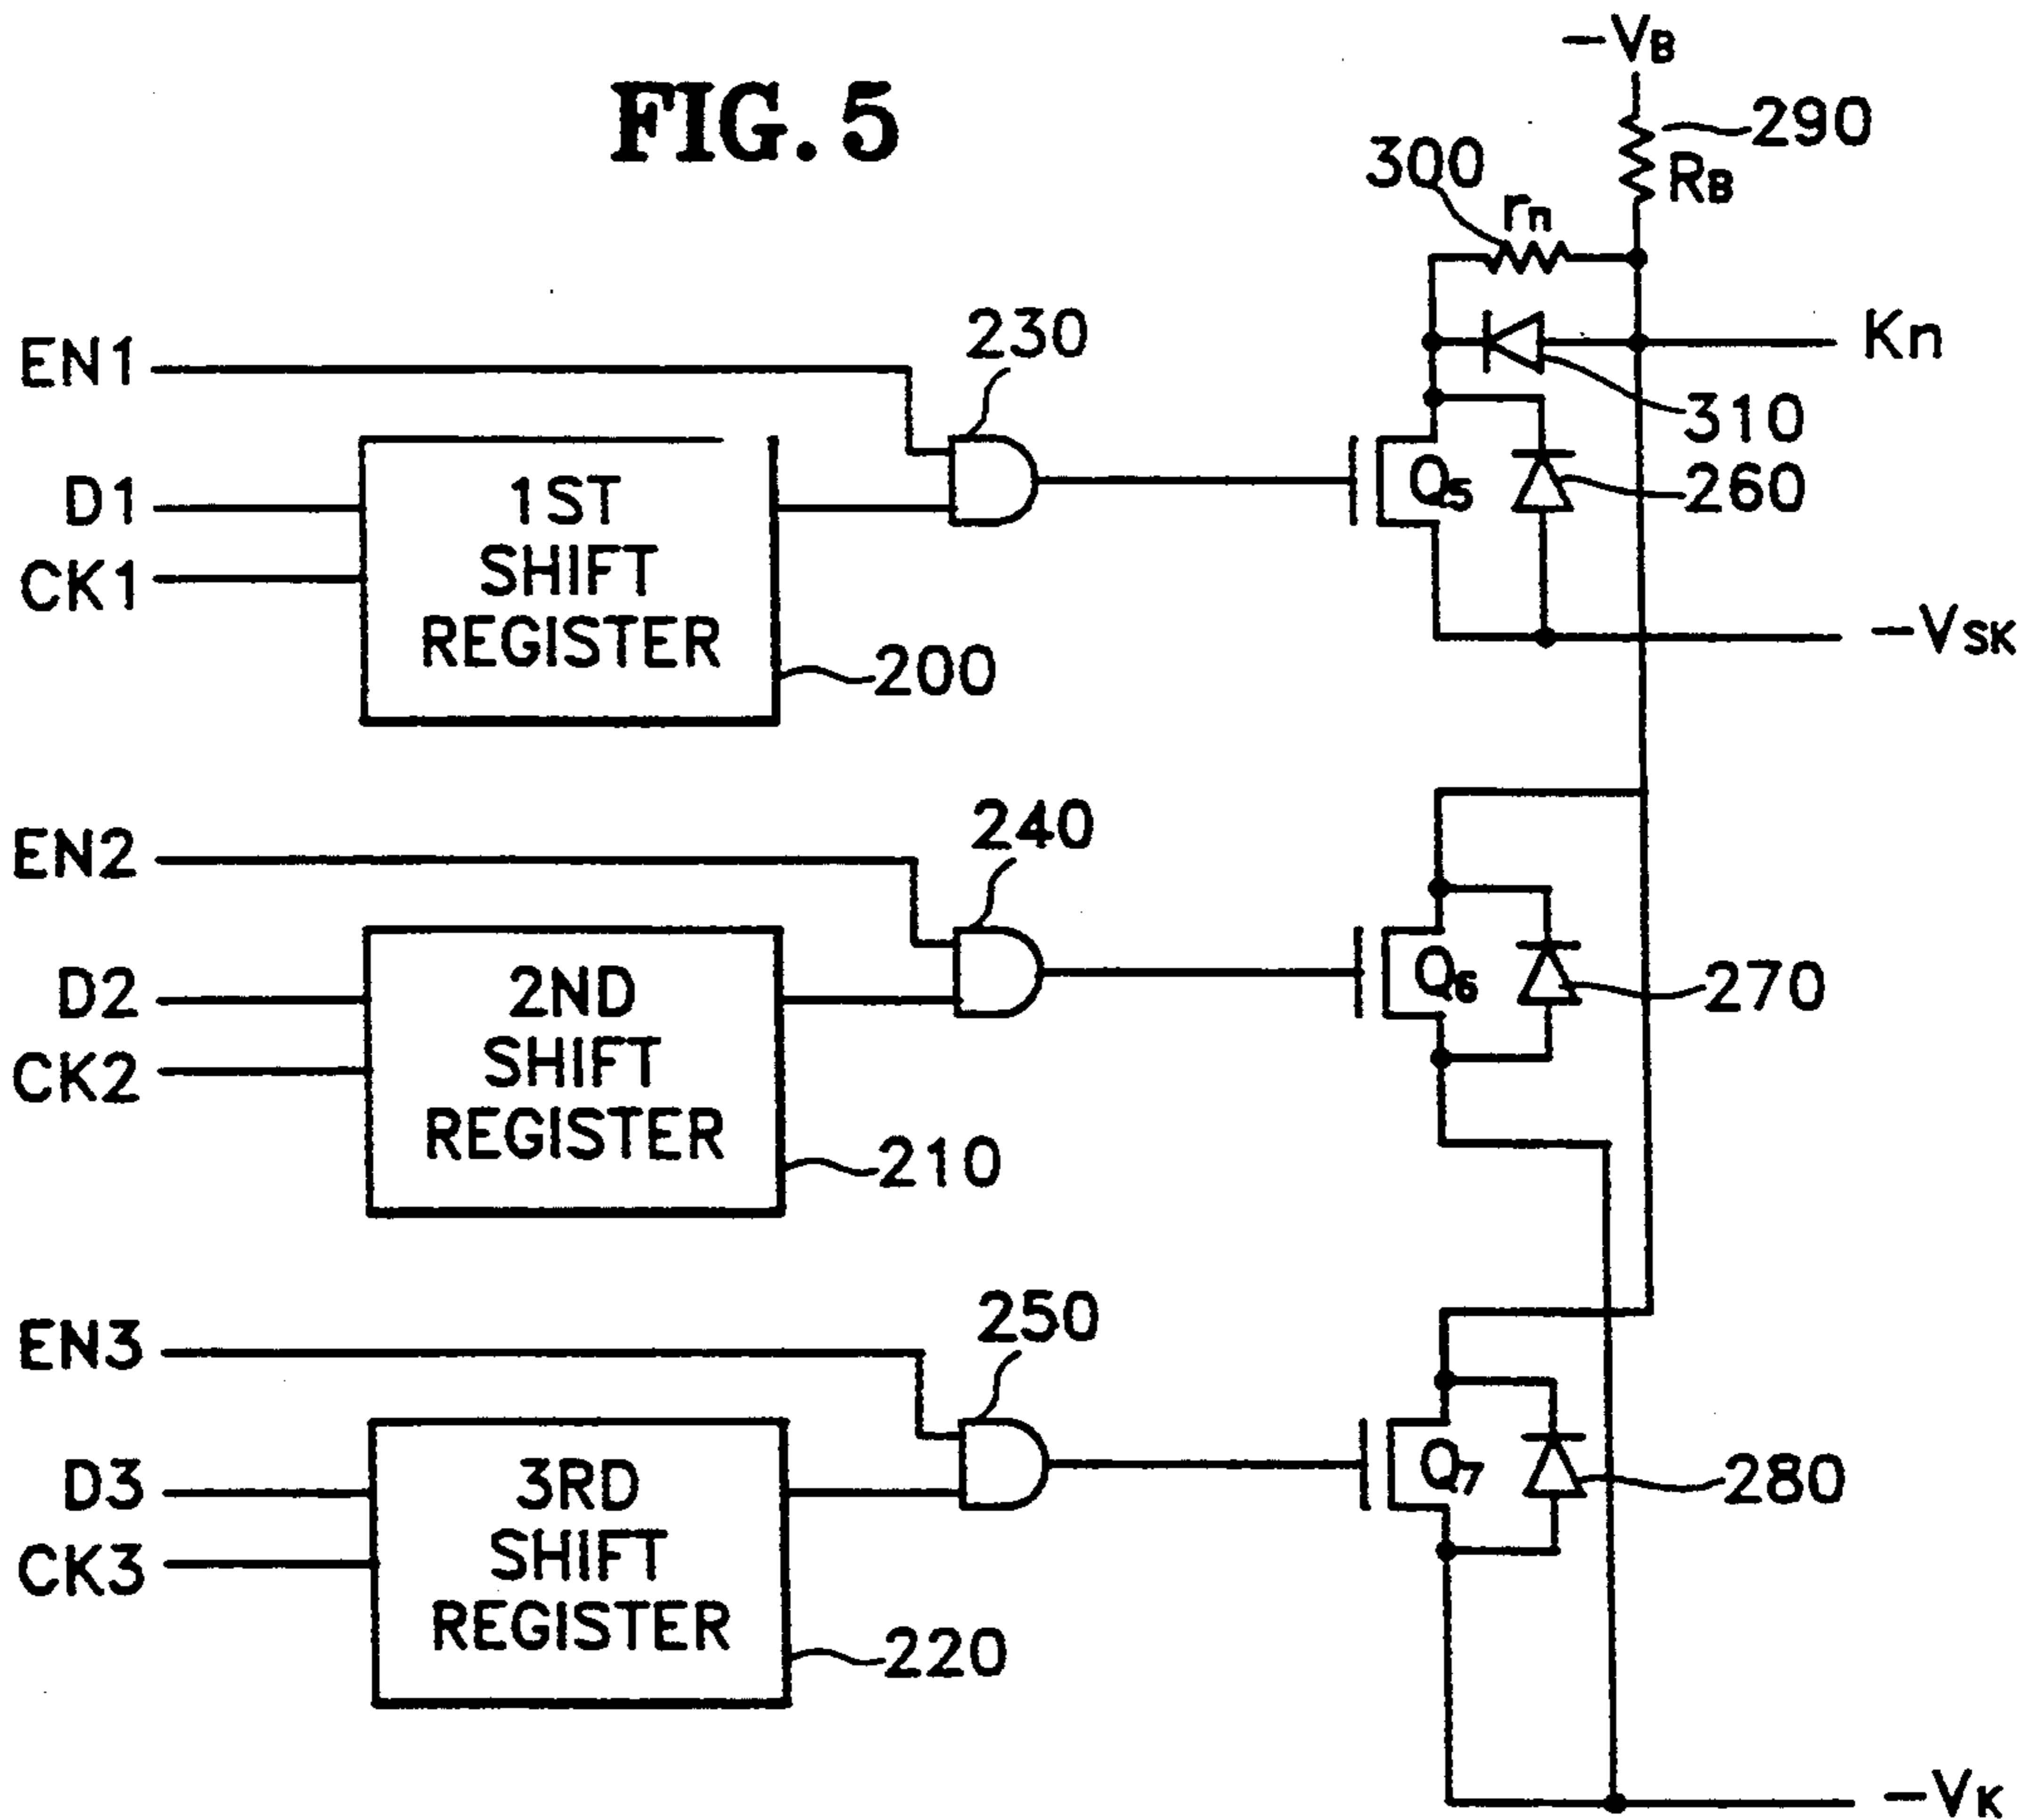 FIG. 5
-VB
290
RB
300
rn
Kn
310
260
EN1
230
D1
CK1
1ST
SHIFT
REGISTER
200
Q5
-VSK
EN2
240
D2
CK2
2ND
SHIFT
REGISTER
210
Q6
270
EN3
250
D3
CK3
3RD
SHIFT
REGISTER
220
Q7
280
-VK